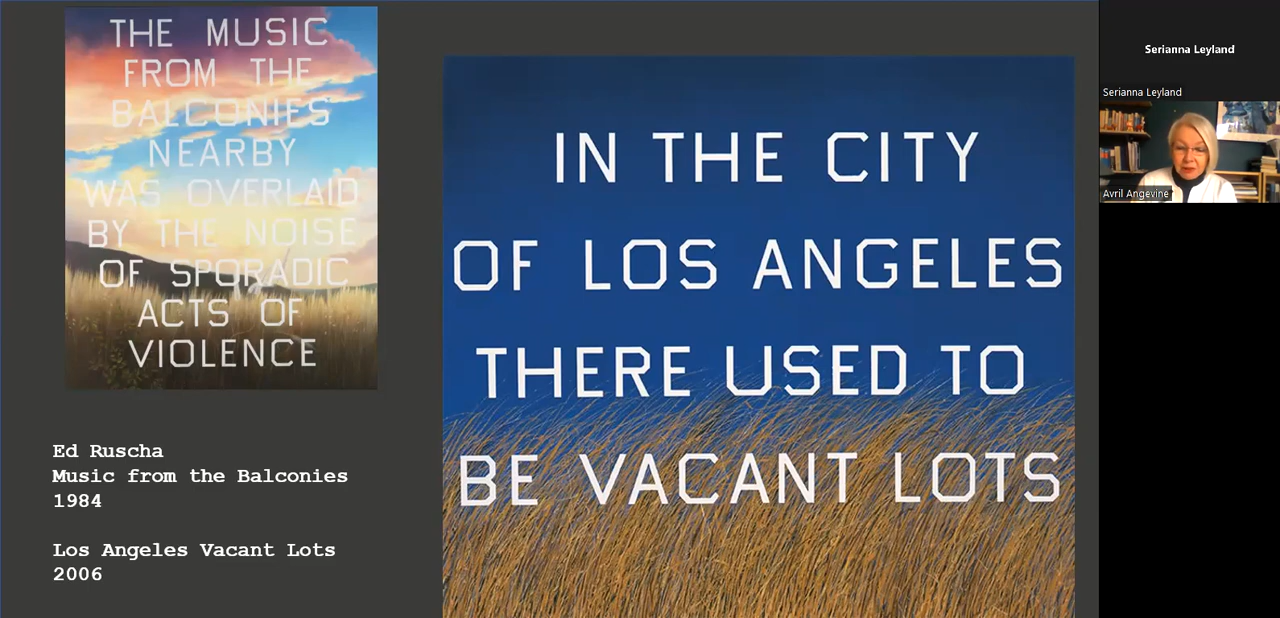 THE MUSIC
FROM THE
BALCONIES
NEARBY
WAS OVERLAID
BY THE NOISE
OF SPORADIC
ACTS OF
VIOLENCE
Ed Ruscha
Music from the Balconies
1984
Los Angeles Vacant Lots
2006
IN THE CITY
OF LOS ANGELES
THERE USED TO
BE VACANT LOTS
Serianna Leyland
Serianna Leyland
Avril Angevine